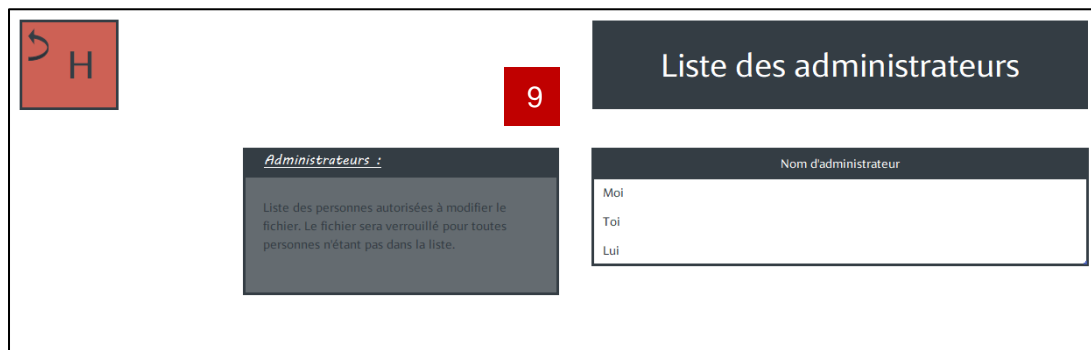 H
Liste des administrateurs
9
Administrateurs :
Liste des personnes autorisées à modifier le
fichier. Le fichier sera verrouillé pour toutes
personnes n'étant pas dans la liste.
Nom d'administrateur
Moi
Toi
Lui